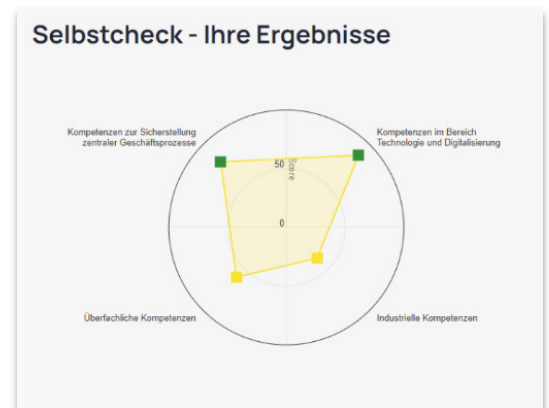 Selbstcheck - Ihre Ergebnisse
Kompetenzen zur Sicherstellung
zentraler Geschäftsprozesse
Kompetenzen im Bereich
Technologie und Digitalisierung
50
Score
0
Überfachliche Kompetenzen
Industrielle Kompetenzen